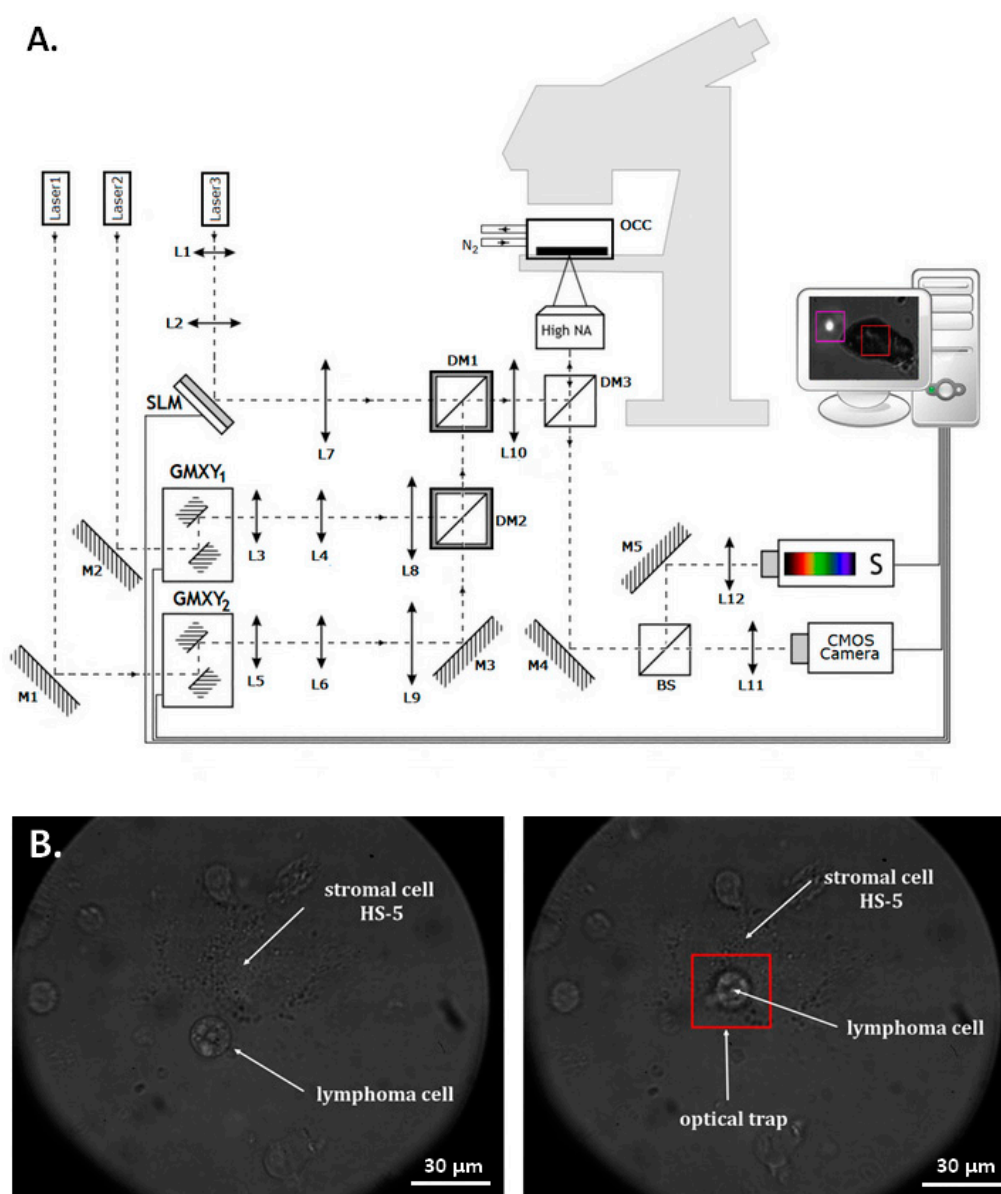 A.
Laser1
Laser2
Laser3
L1
L2
N2
OCC
High NA
SLM
DM1
DM3
L7
L10
GMXY1
DM2
M2
L3
L4
L8
M5
S
L12
GMXY2
M1
L5
L6
L9
M3
M4
BS
L11
CMOS
Camera
B.
stromal cell
HS-5
lymphoma cell
30 µm
stromal cell
HS-5
lymphoma cell
optical trap
30 µm